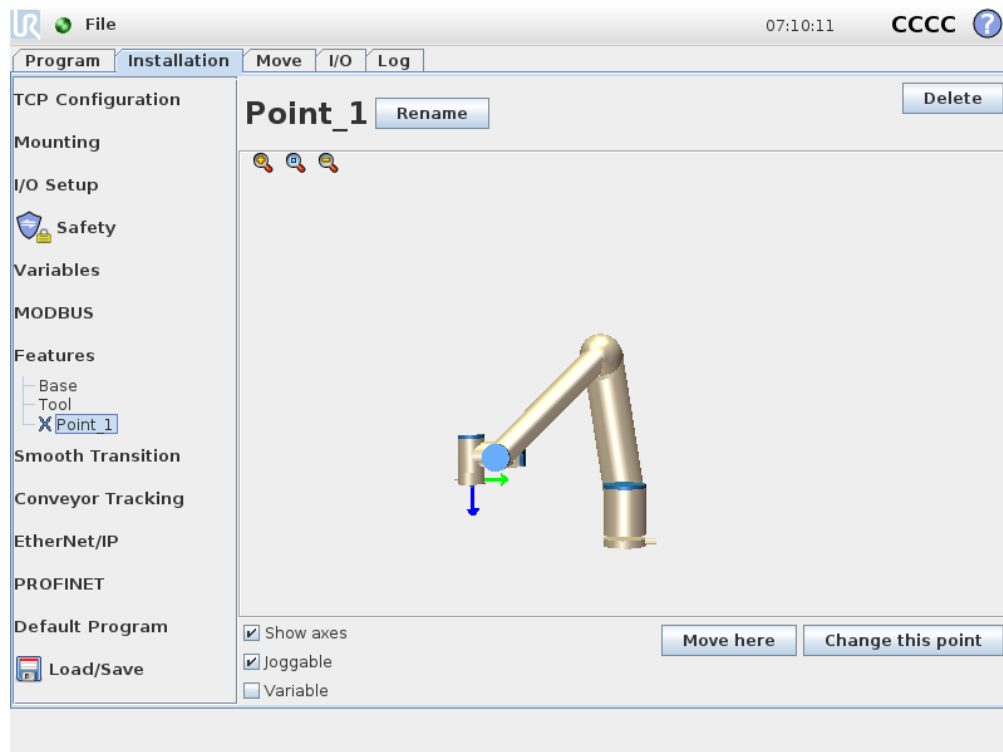 UR File 07:10:11 CCCC ?
Program Installation Move I/O Log
TCP Configuration
Mounting
I/O Setup
Safety
Variables
MODBUS
Features
Base
Tool
Point_1
Smooth Transition
Conveyor Tracking
EtherNet/IP
PROFINET
Default Program
Load/Save
Point_1 Rename Delete
Show axes
Joggable
Variable
Move here Change this point